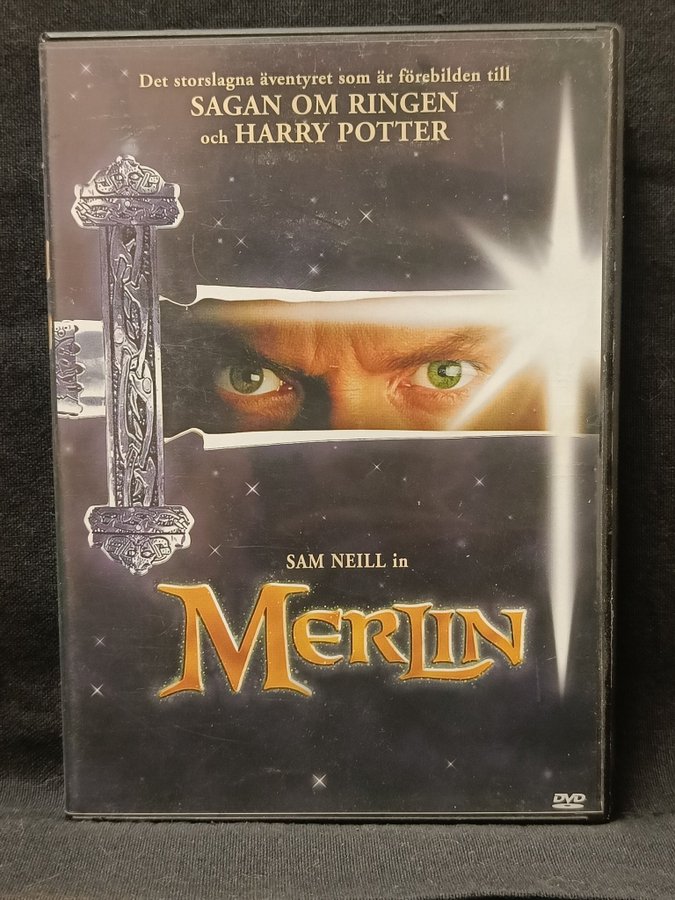 Det storslagna äventyret som är förebilden till
SAGAN OM RINGEN
och HARRY POTTER
SAM NEILL in
MERLIN
DVD